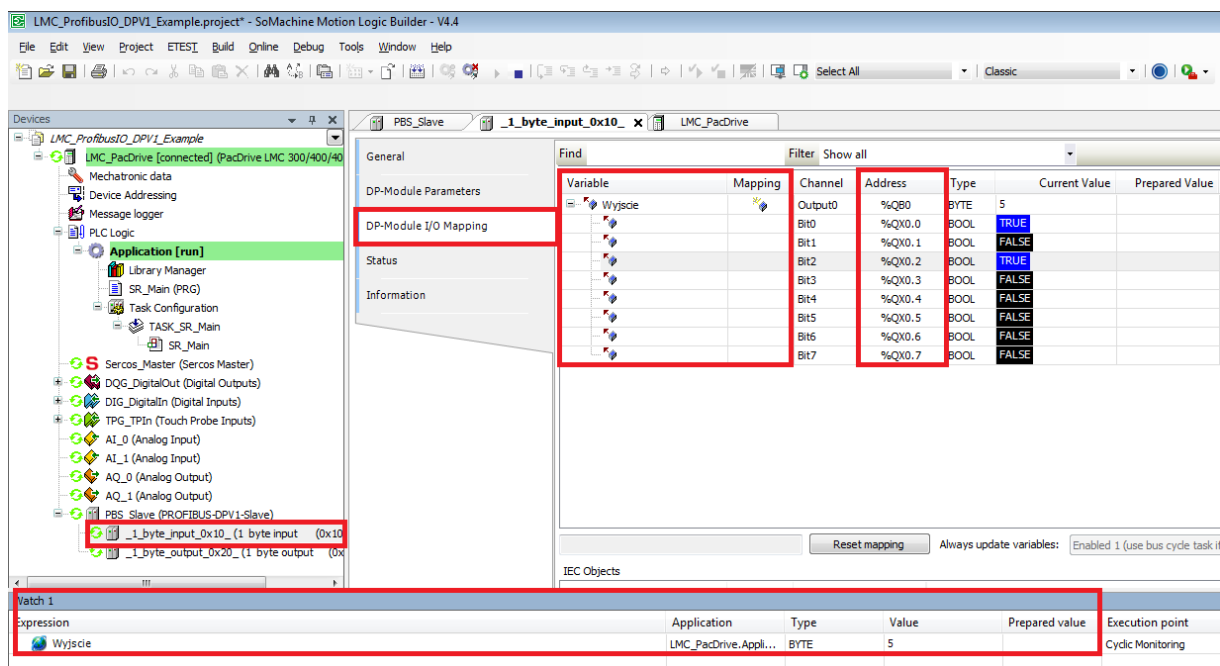 LMC_ProfibusIO_DPV1_Example.project* - SoMachine Motion Logic Builder - V4.4
File Edit View Project ETEST Build Online Debug Tools Window Help
Select All Classic
Devices
PBS_Slave _1_byte_input_0x10_ X LMC_PacDrive
LMC_ProfibusIO_DPV1_Example
LMC_PacDrive [connected] (PacDrive LMC 300/400/40
Mechatronic data
Device Addressing
Message logger
PLC Logic
Application [run]
Library Manager
SR_Main (PRG)
Task Configuration
TASK_SR_Main
SR_Main
Sercos_Master (Sercos Master)
DQG_DigitalOut (Digital Outputs)
DIG_DigitalIn (Digital Inputs)
TPG_TPIn (Touch Probe Inputs)
AI_0 (Analog Input)
AI_1 (Analog Input)
AQ_0 (Analog Output)
AQ_1 (Analog Output)
PBS_Slave (PROFIBUS-DPV1-Slave)
_1_byte_input_0x10_ (1 byte input (0x10
_1_byte_output_0x20_ (1 byte output (0x
General
DP-Module Parameters
DP-Module I/O Mapping
Status
Information
Find Filter Show all
Variable Mapping Channel Address Type Current Value Prepared Value
Wyjscie Output0 %QB0 BYTE 5
Bit0 %QX0.0 BOOL TRUE
Bit1 %QX0.1 BOOL FALSE
Bit2 %QX0.2 BOOL TRUE
Bit3 %QX0.3 BOOL FALSE
Bit4 %QX0.4 BOOL FALSE
Bit5 %QX0.5 BOOL FALSE
Bit6 %QX0.6 BOOL FALSE
Bit7 %QX0.7 BOOL FALSE
Reset mapping Always update variables: Enabled 1 (use bus cycle task if
IEC Objects
Watch 1
Expression Application Type Value Prepared value Execution point
Wyjscie LMC_PacDrive.Appli... BYTE 5 Cyclic Monitoring